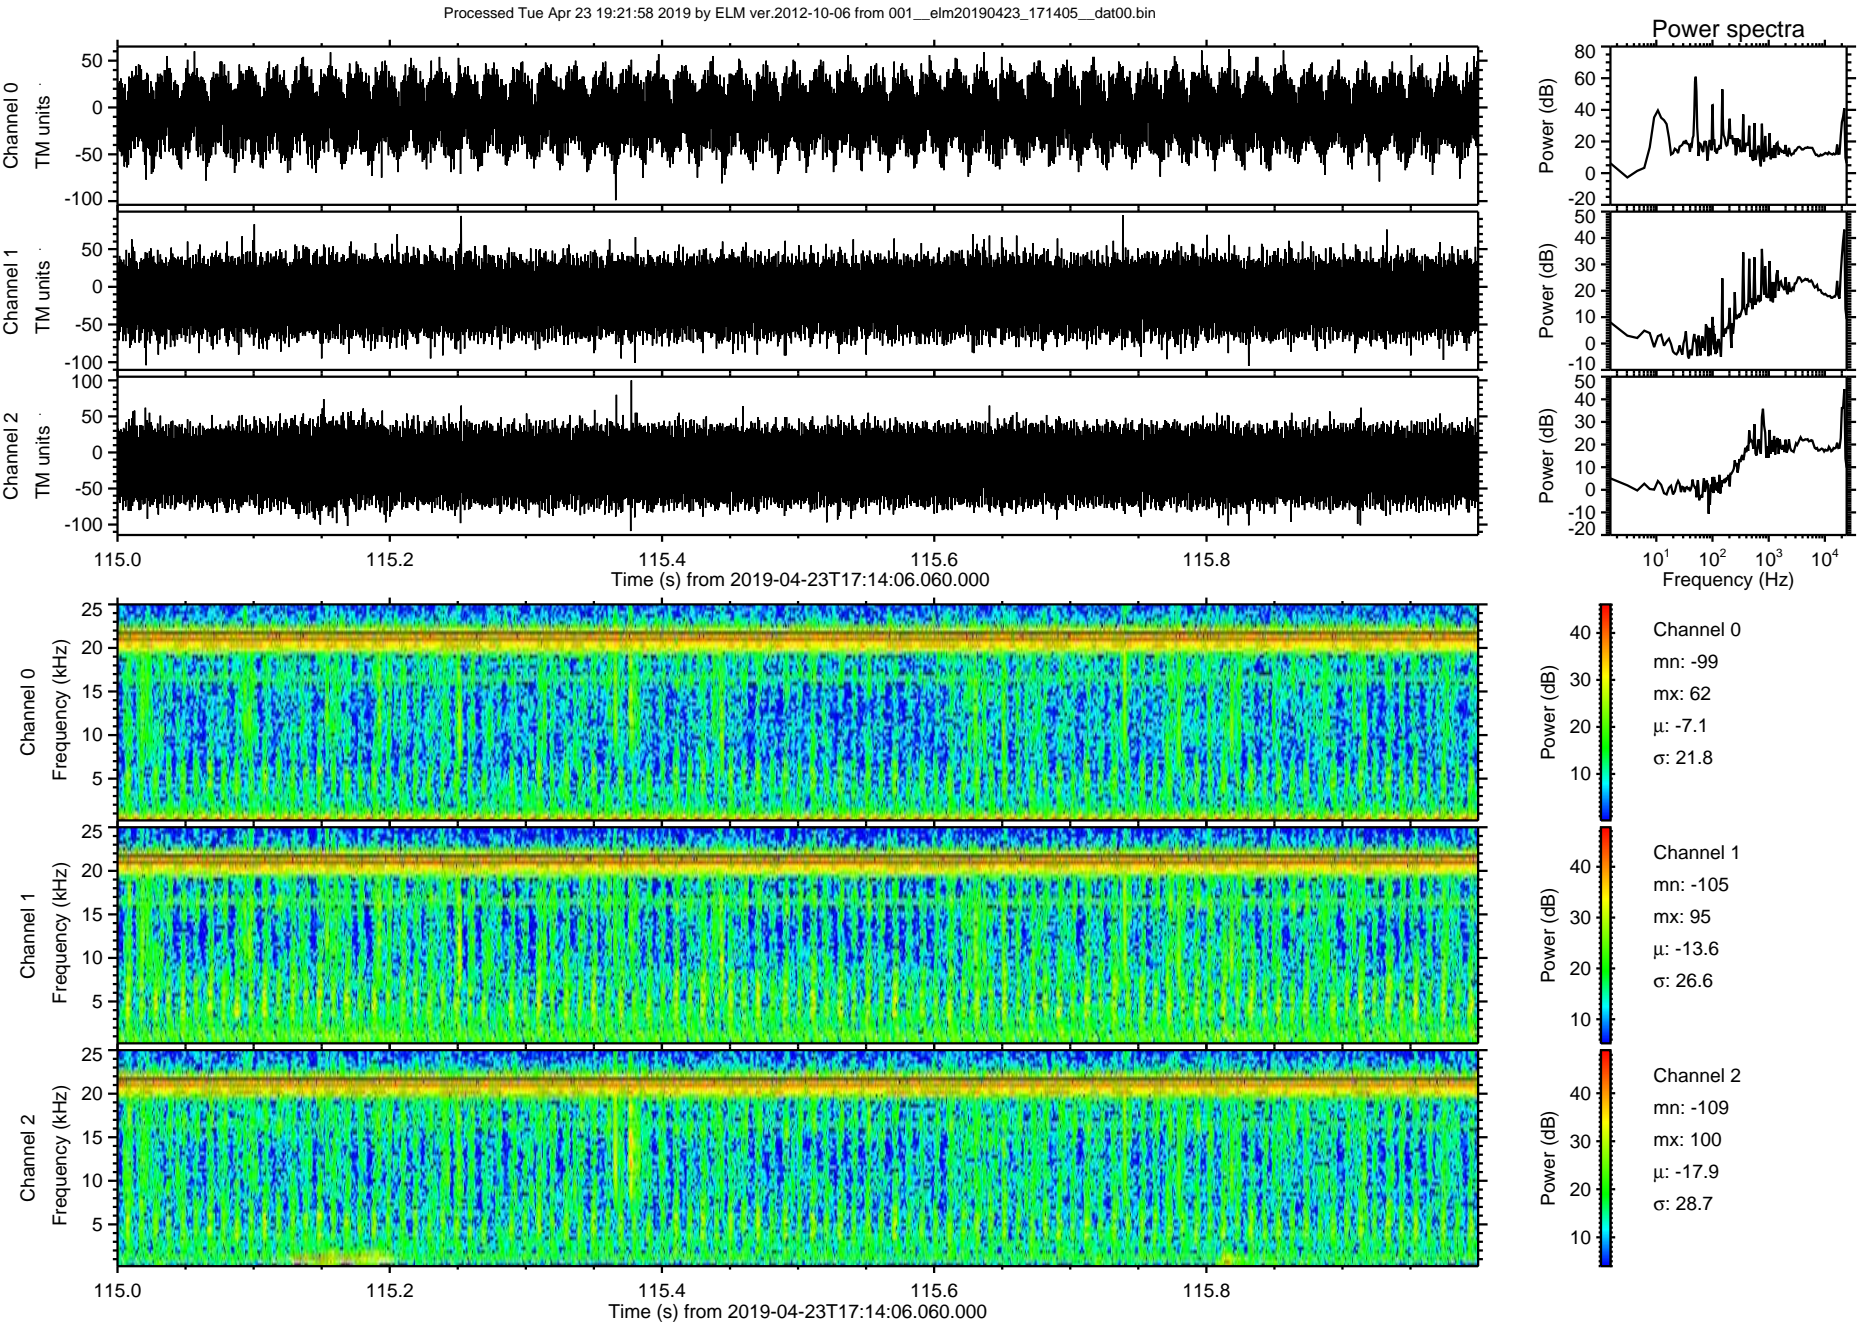 Processed Tue Apr 23 19:21:58 2019 by ELM ver.2012-10-06 from 001__elm20190423_171405__dat00.bin
Power spectra
Channel 0
TM units
50
0
-50
-100
Power (dB)
80
60
40
20
0
-20
Channel 1
TM units
50
0
-50
-100
Power (dB)
50
40
30
20
10
0
-10
Channel 2
TM units
100
50
0
-50
-100
Power (dB)
50
40
30
20
10
0
-10
-20
115.0 115.2 115.4 115.6 115.8
Time (s) from 2019-04-23T17:14:06.060.000
10¹ 10² 10³ 10⁴
Frequency (Hz)
Channel 0
Frequency (kHz)
25
20
15
10
5
Power (dB)
40
30
20
10
Channel 0
mn: -99
mx: 62
μ: -7.1
σ: 21.8
Channel 1
Frequency (kHz)
25
20
15
10
5
Power (dB)
40
30
20
10
Channel 1
mn: -105
mx: 95
μ: -13.6
σ: 26.6
Channel 2
Frequency (kHz)
25
20
15
10
5
Power (dB)
40
30
20
10
Channel 2
mn: -109
mx: 100
μ: -17.9
σ: 28.7
115.0 115.2 115.4 115.6 115.8
Time (s) from 2019-04-23T17:14:06.060.000